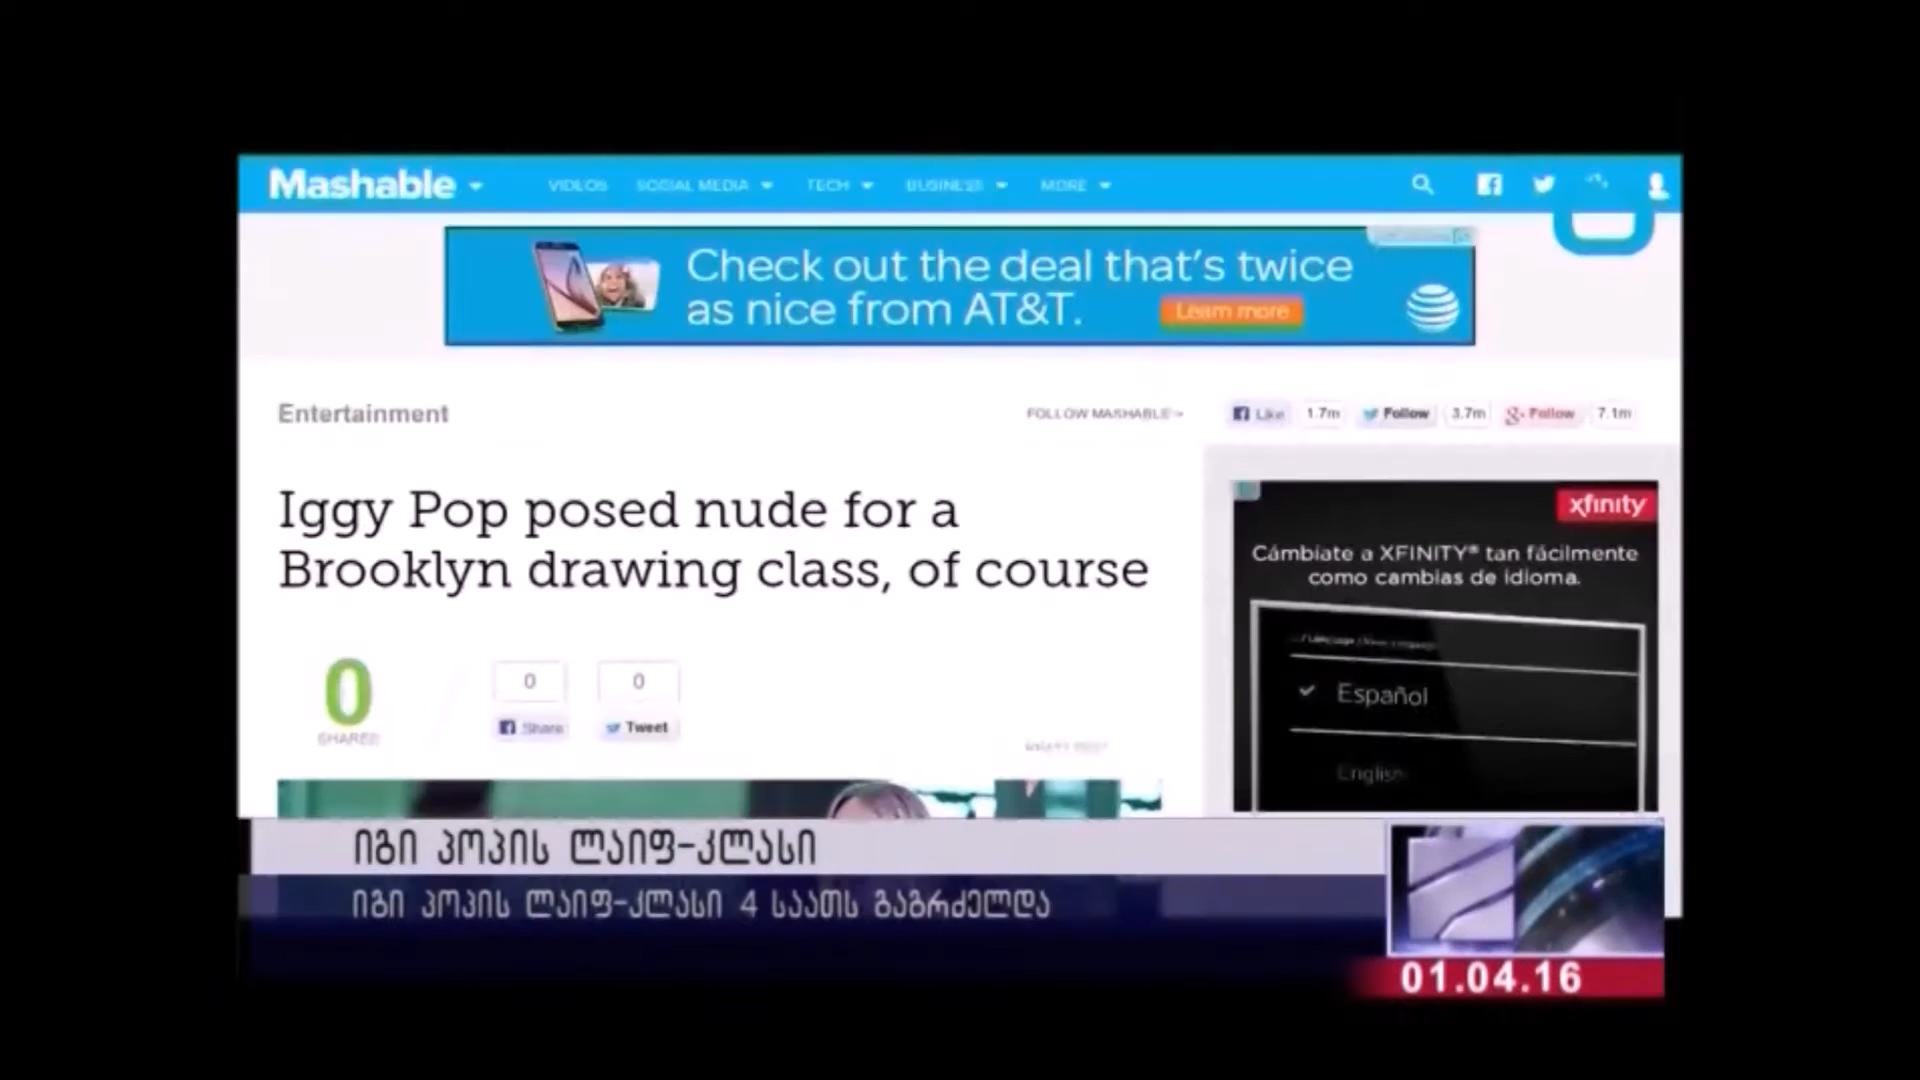 Mashable
VIDEOS SOCIAL MEDIA TECH BUSINESS MORE
Check out the deal that's twice
as nice from AT&T.
Learn more
Entertainment
FOLLOW MASHABLE
Like 1.7m Follow 3.7m Follow 7.1m
Iggy Pop posed nude for a
Brooklyn drawing class, of course
xfinity
Cámbiate a XFINITY® tan fácilmente
como cambias de idioma.
Español
English
0
SHARES
0
Share
0
Tweet
იგი პოპის ლაიფ-კლასი
იგი პოპის ლაიფ-კლასი 4 საათს გაგრძელდა
01.04.16